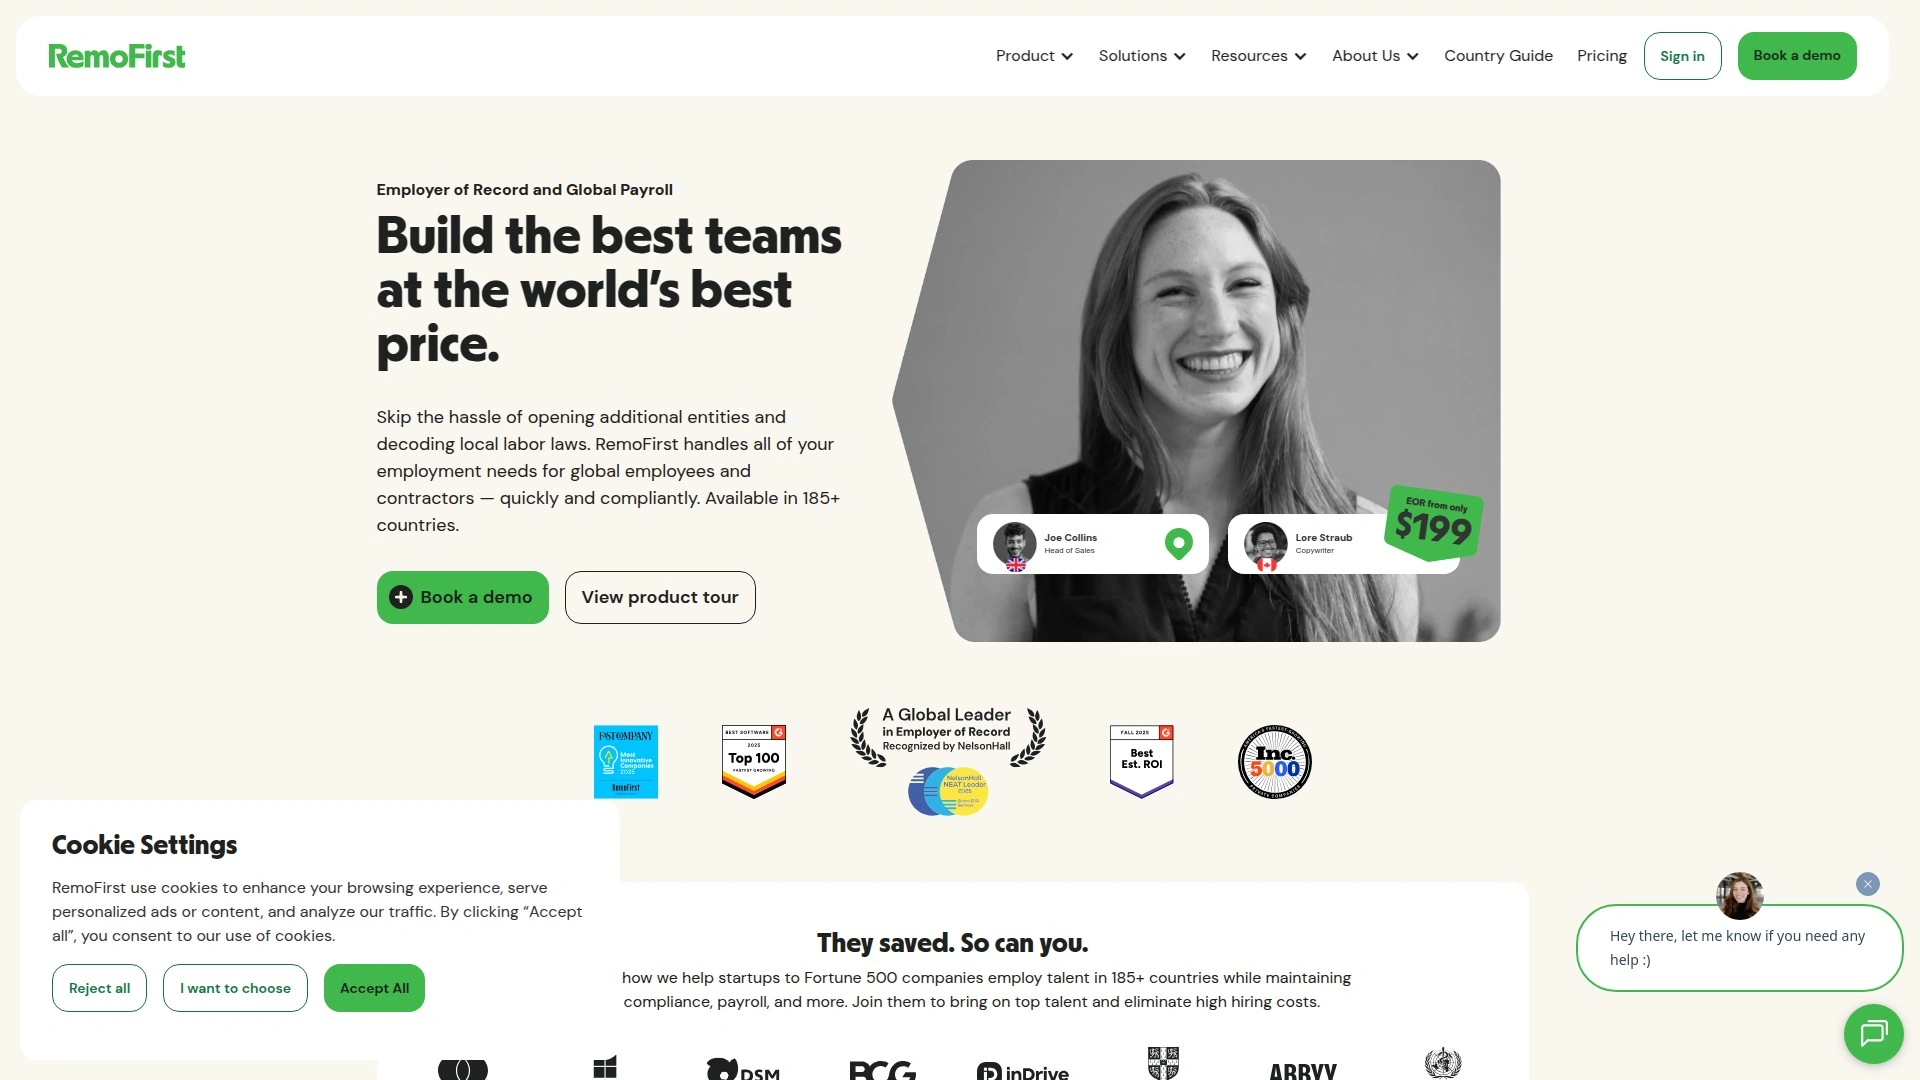 RemoFirst
Product
Solutions
Resources
About Us
Country Guide
Pricing
Sign in
Book a demo
Employer of Record and Global Payroll
Build the best teams
at the world's best
price.
Skip the hassle of opening additional entities and
decoding local labor laws. RemoFirst handles all of your
employment needs for global employees and
contractors — quickly and compliantly. Available in 185+
countries.
Book a demo
View product tour
Joe Collins
Head of Sales
Lore Straub
Copywriter
EOR from only
$199
FAST COMPANY
Most
Innovative
Companies
2025
RemoFirst
BEST SOFTWARE
2025
Top 100
FASTEST GROWING
A Global Leader
in Employer of Record
Recognized by NelsonHall
NelsonHall
NEAT Leader
2025
FALL 2025
Best
Est. ROI
Inc.
5000
Cookie Settings
RemoFirst use cookies to enhance your browsing experience, serve
personalized ads or content, and analyze our traffic. By clicking “Accept
all”, you consent to our use of cookies.
Reject all
I want to choose
Accept All
They saved. So can you.
how we help startups to Fortune 500 companies employ talent in 185+ countries while maintaining
compliance, payroll, and more. Join them to bring on top talent and eliminate high hiring costs.
DSM
BCG
inDrive
ABBYY
Hey there, let me know if you need any
help :)